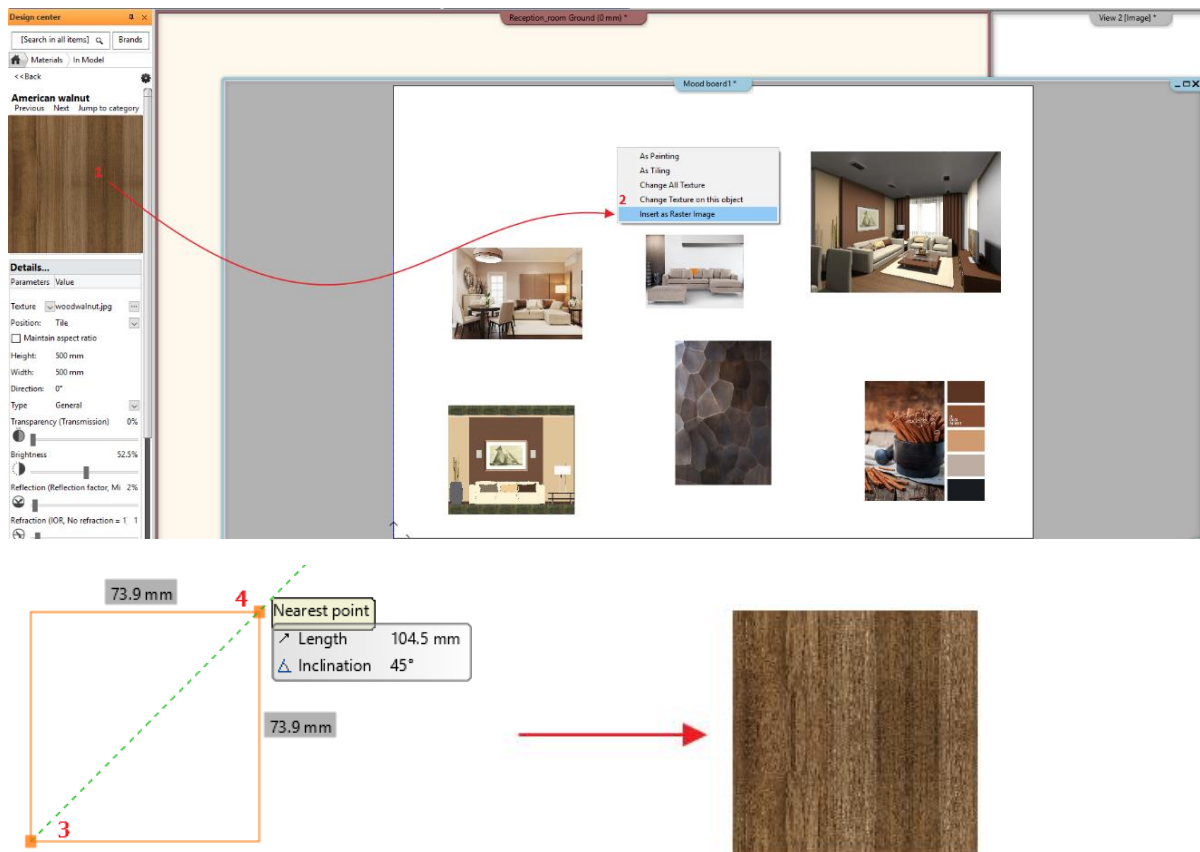 Design center
Reception_room Ground (0 mm) *
View 2 [Image] *
[Search in all items] Brands
Materials In Model
<<Back
Mood board1 *
American walnut
Previous Next Jump to category
1
As Painting
As Tiling
Change All Texture
2 Change Texture on this object
Insert as Raster Image
Details...
Parameters Value
Texture woodwalnut.jpg
Position: Tile
Maintain aspect ratio
Height: 500 mm
Width: 500 mm
Direction: 0°
Type General
Transparency (Transmission) 0%
Brightness 52.5%
Reflection (Reflection factor, Mi 2%
Refraction (IOR, No refraction = 1 1
73.9 mm
4
Nearest point
Length 104.5 mm
Inclination 45°
73.9 mm
3